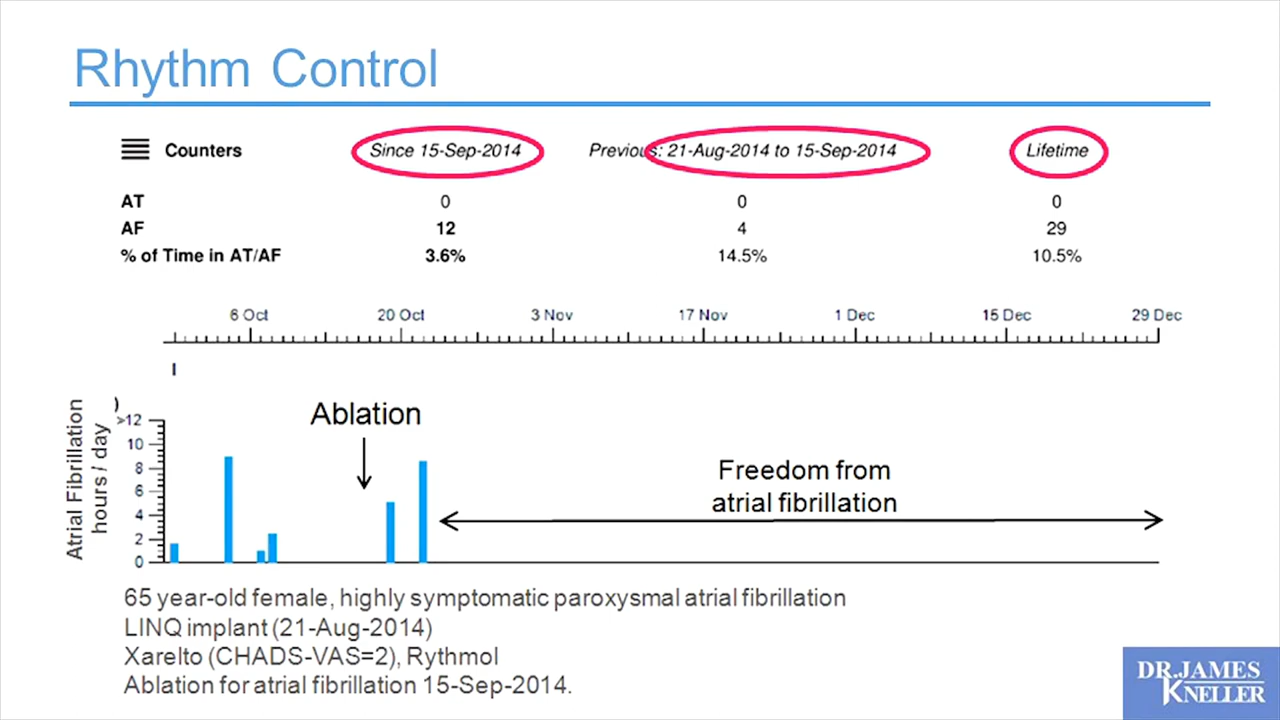 Rhythm Control
Counters Since 15-Sep-2014 Previous: 21-Aug-2014 to 15-Sep-2014 Lifetime
AT 0 0 0
AF 12 4 29
% of Time in AT/AF 3.6% 14.5% 10.5%
6 Oct 20 Oct 3 Nov 17 Nov 1 Dec 15 Dec 29 Dec
I
Atrial Fibrillation
hours / day
)
>12
10
8
6
4
2
0
Ablation
Freedom from
atrial fibrillation
65 year-old female, highly symptomatic paroxysmal atrial fibrillation
LINQ implant (21-Aug-2014)
Xarelto (CHADS-VAS=2), Rythmol
Ablation for atrial fibrillation 15-Sep-2014.
DR.JAMES
KNELLER